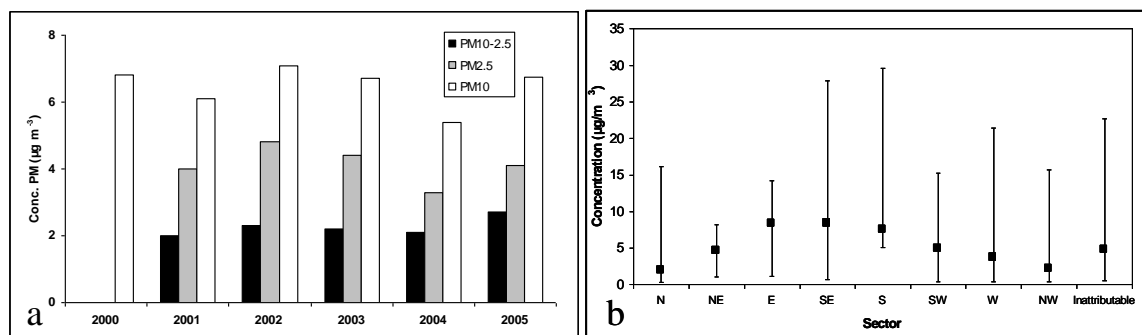 8
6
4
2
0
Conc. PM (µg m⁻³)
PM10-2.5
PM2.5
PM10
2000 2001 2002 2003 2004 2005
a
35
30
25
20
15
10
5
0
Concentration (µg/m³)
N NE E SE S SW W NW Inattributable
Sector
b